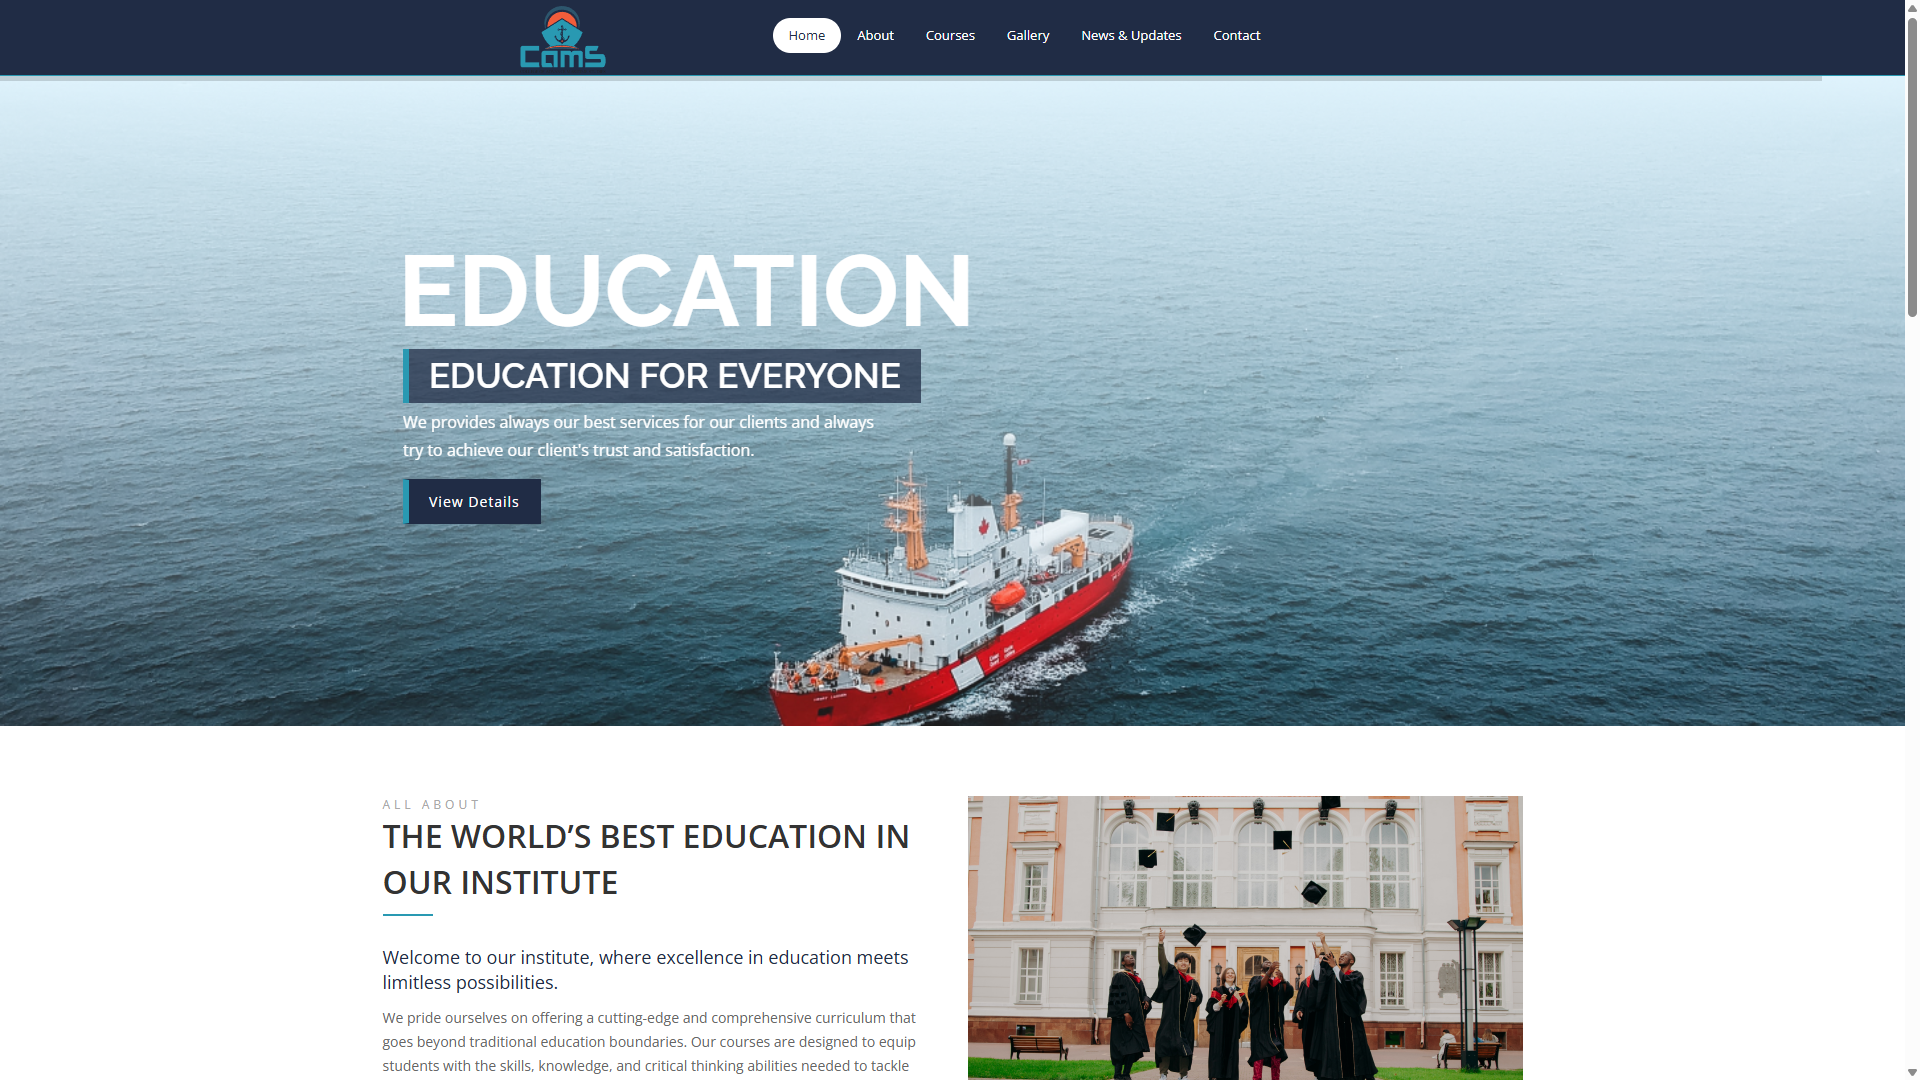 CamS
Home About Courses Gallery News & Updates Contact
EDUCATION
EDUCATION FOR EVERYONE
We provides always our best services for our clients and always
try to achieve our client's trust and satisfaction.
View Details
ALL ABOUT
THE WORLD’S BEST EDUCATION IN
OUR INSTITUTE
Welcome to our institute, where excellence in education meets
limitless possibilities.
We pride ourselves on offering a cutting-edge and comprehensive curriculum that
goes beyond traditional education boundaries. Our courses are designed to equip
students with the skills, knowledge, and critical thinking abilities needed to tackle